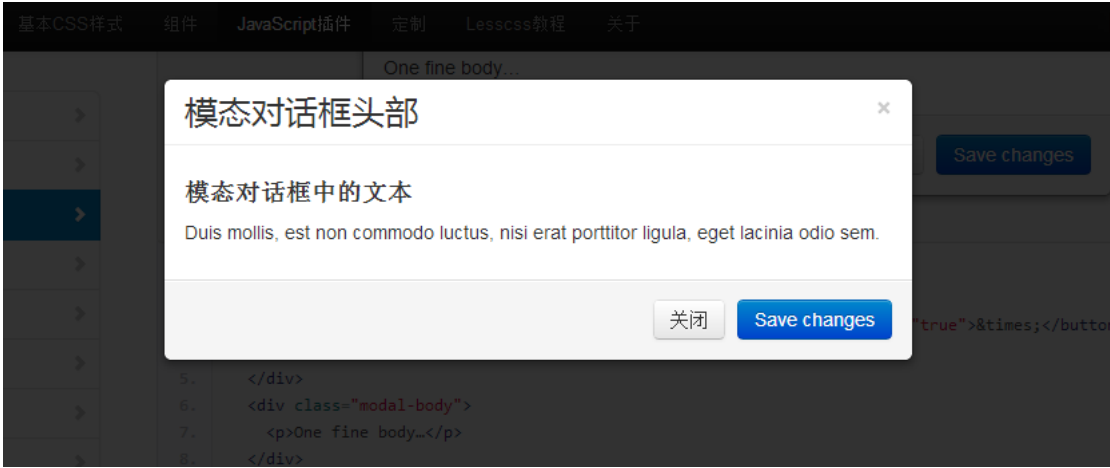 基本CSS样式 组件 JavaScript插件 定制 Lesscss教程 关于
One fine body…
模态对话框头部 ×
Save changes
模态对话框中的文本
Duis mollis, est non commodo luctus, nisi erat porttitor ligula, eget lacinia odio sem.
关闭 Save changes
"true">&times;</button
5. </div>
6. <div class="modal-body">
7. <p>One fine body…</p>
8. </div>